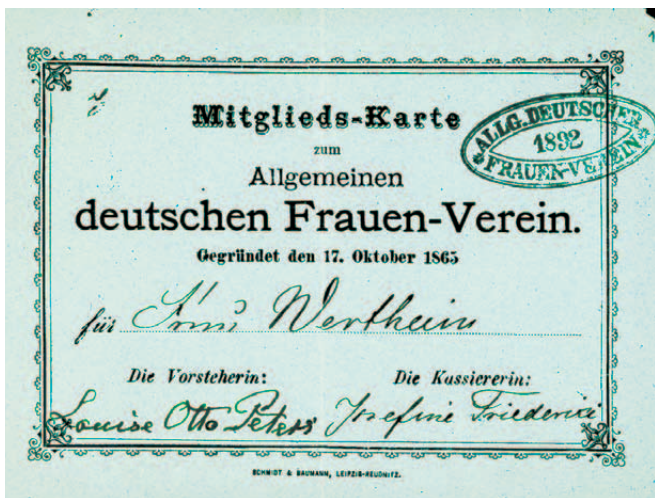 Mitglieds-Karte
ALLG. DEUTSCHER
1892
FRAUEN-VEREIN
zum
Allgemeinen
deutschen Frauen-Verein.
Gegründet den 17. Oktober 1865
für Wertheim
Die Vorsteherin: Die Kassiererin:
Louise Otto Peters Josefine Friederici
SCHMIDT & BAUMANN, LEIPZIG-REUDNITZ.